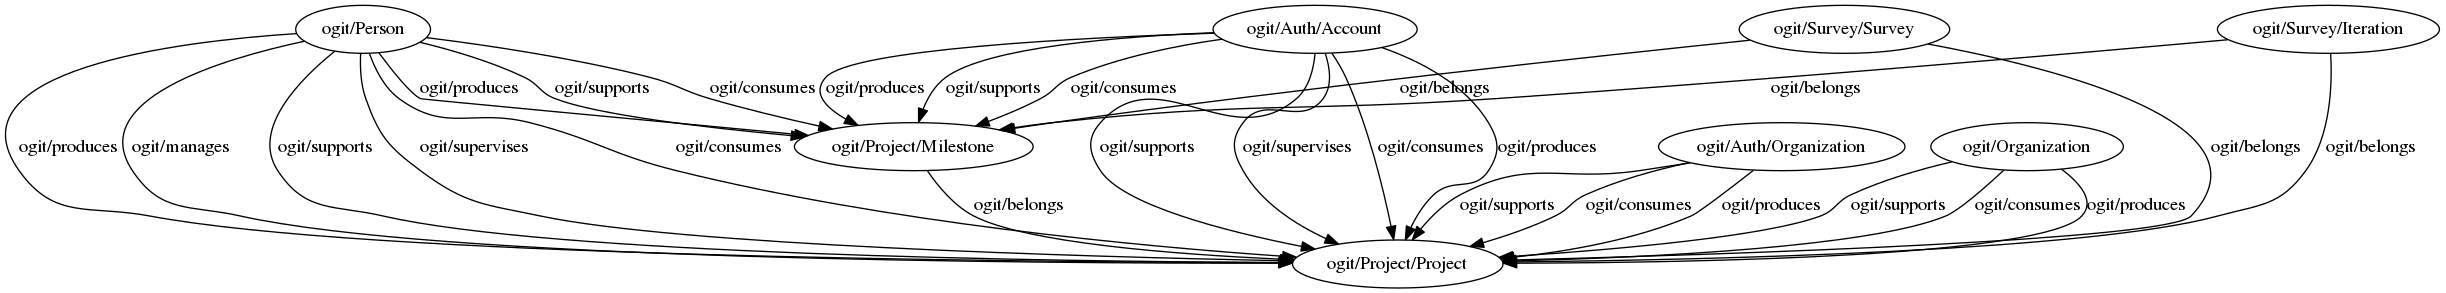 ogit/Person
ogit/Auth/Account
ogit/Survey/Survey
ogit/Survey/Iteration
ogit/produces
ogit/supports
ogit/consumes
ogit/produces
ogit/supports
ogit/consumes
ogit/belongs
ogit/belongs
ogit/produces
ogit/manages
ogit/supports
ogit/supervises
ogit/consumes
ogit/Project/Milestone
ogit/supports
ogit/supervises
ogit/consumes
ogit/produces
ogit/Auth/Organization
ogit/Organization
ogit/belongs
ogit/belongs
ogit/belongs
ogit/supports
ogit/consumes
ogit/produces
ogit/supports
ogit/consumes
ogit/produces
ogit/Project/Project